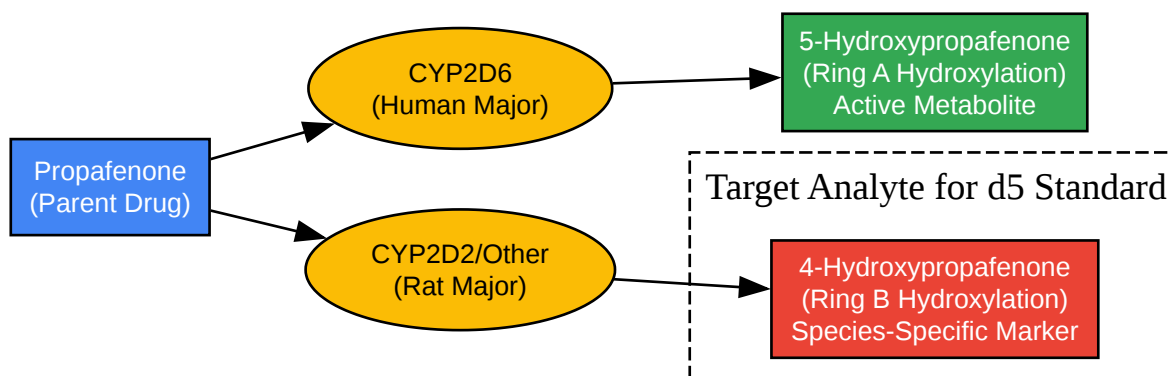 Propafenone
(Parent Drug)
CYP2D6
(Human Major)
5-Hydroxypropafenone
(Ring A Hydroxylation)
Active Metabolite
CYP2D2/Other
(Rat Major)
Target Analyte for d5 Standard
4-Hydroxypropafenone
(Ring B Hydroxylation)
Species-Specific Marker